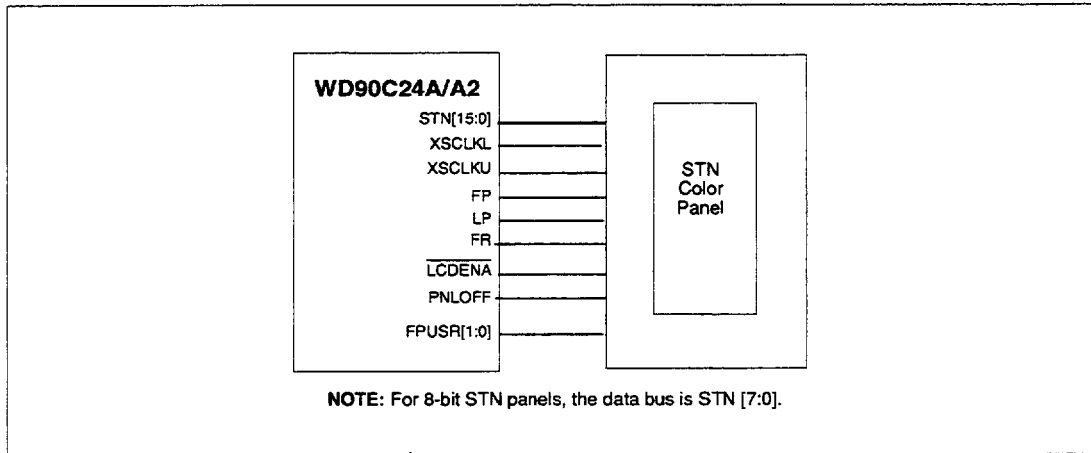 WD90C24A/A2
STN[15:0]
XSCLKL
XSCLKU
FP
LP
FR
LCDENA
PNLOFF
FPUSR[1:0]
STN
Color
Panel
NOTE: For 8-bit STN panels, the data bus is STN [7:0].